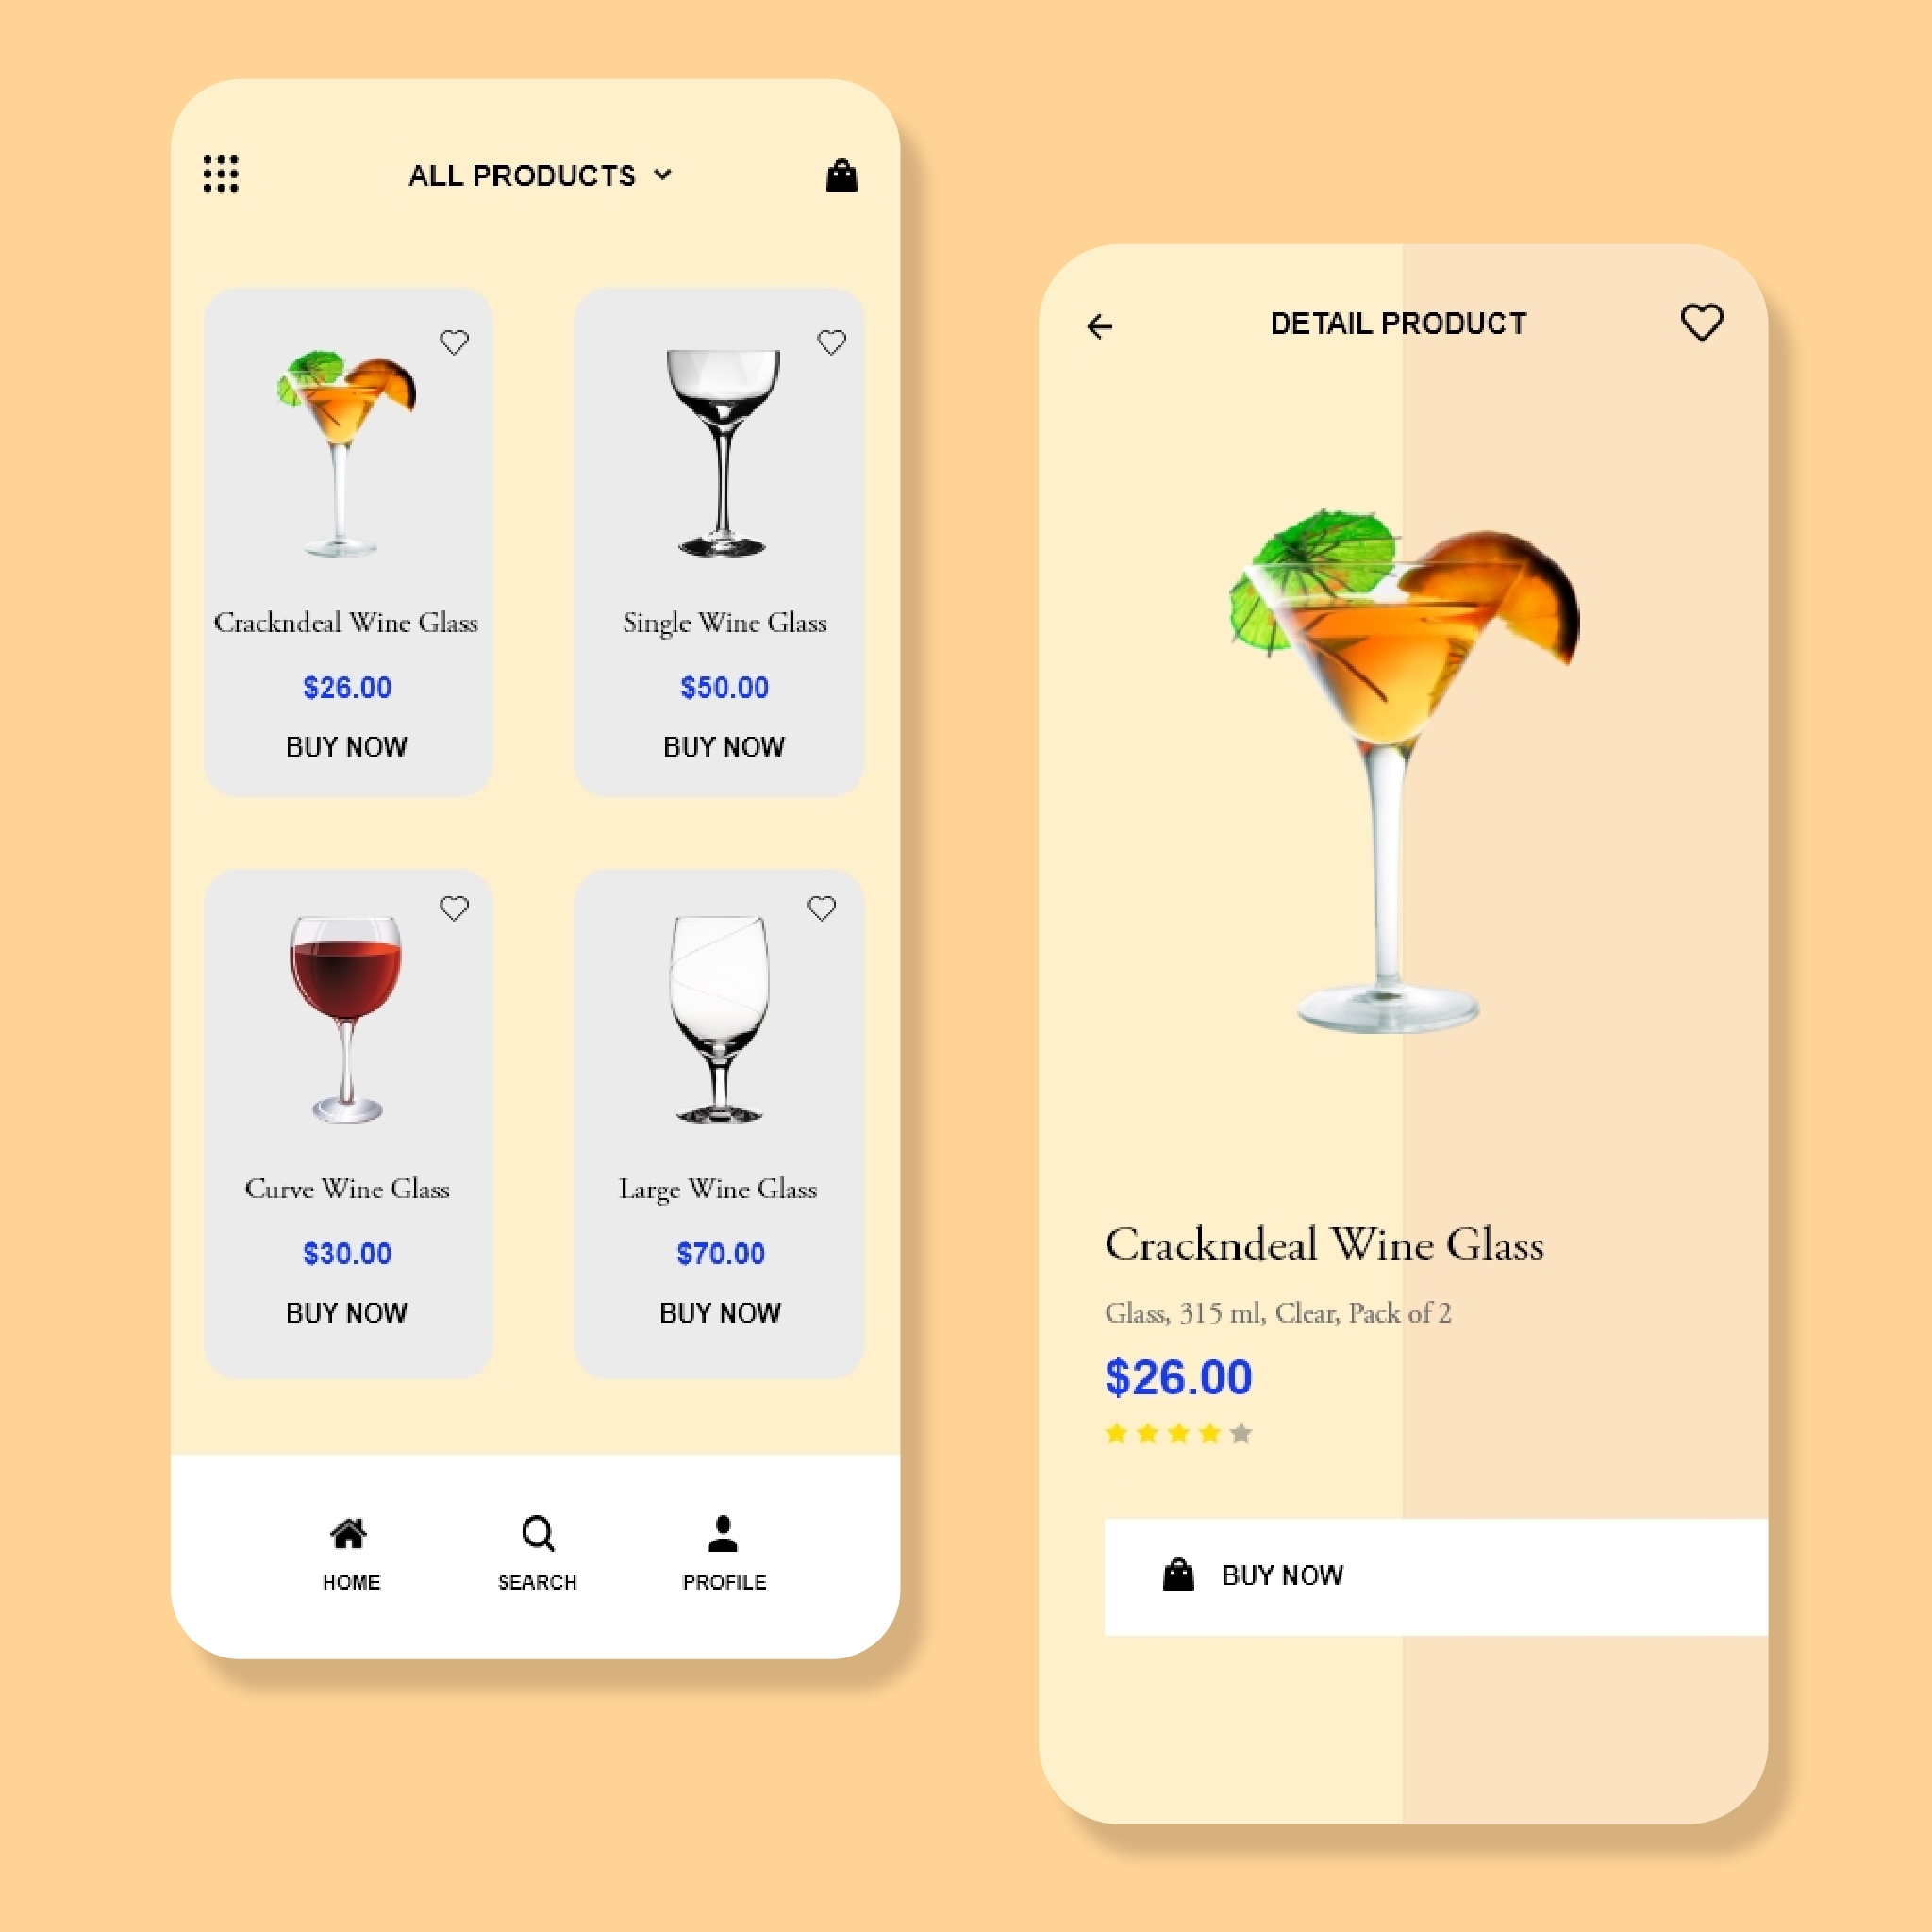 ALL PRODUCTS
Crackndeal Wine Glass
$26.00
BUY NOW
Single Wine Glass
$50.00
BUY NOW
Curve Wine Glass
$30.00
BUY NOW
Large Wine Glass
$70.00
BUY NOW
HOME
SEARCH
PROFILE
DETAIL PRODUCT
Crackndeal Wine Glass
Glass, 315 ml, Clear, Pack of 2
$26.00
BUY NOW